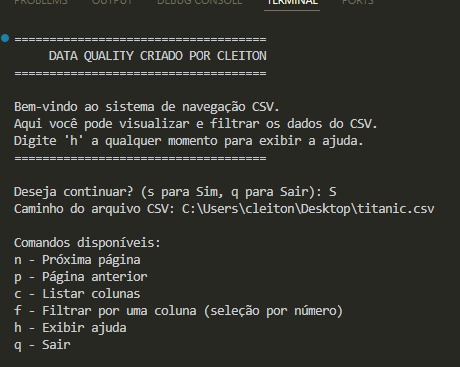 PROBLEMS OUTPUT DEBUG CONSOLE TERMINAL PORTS
====================================
DATA QUALITY CRIADO POR CLEITON
====================================
Bem-vindo ao sistema de navegação CSV.
Aqui você pode visualizar e filtrar os dados do CSV.
Digite 'h' a qualquer momento para exibir a ajuda.
====================================
Deseja continuar? (s para Sim, q para Sair): S
Caminho do arquivo CSV: C:\Users\cleiton\Desktop\titanic.csv
Comandos disponíveis:
n - Próxima página
p - Página anterior
c - Listar colunas
f - Filtrar por uma coluna (seleção por número)
h - Exibir ajuda
q - Sair